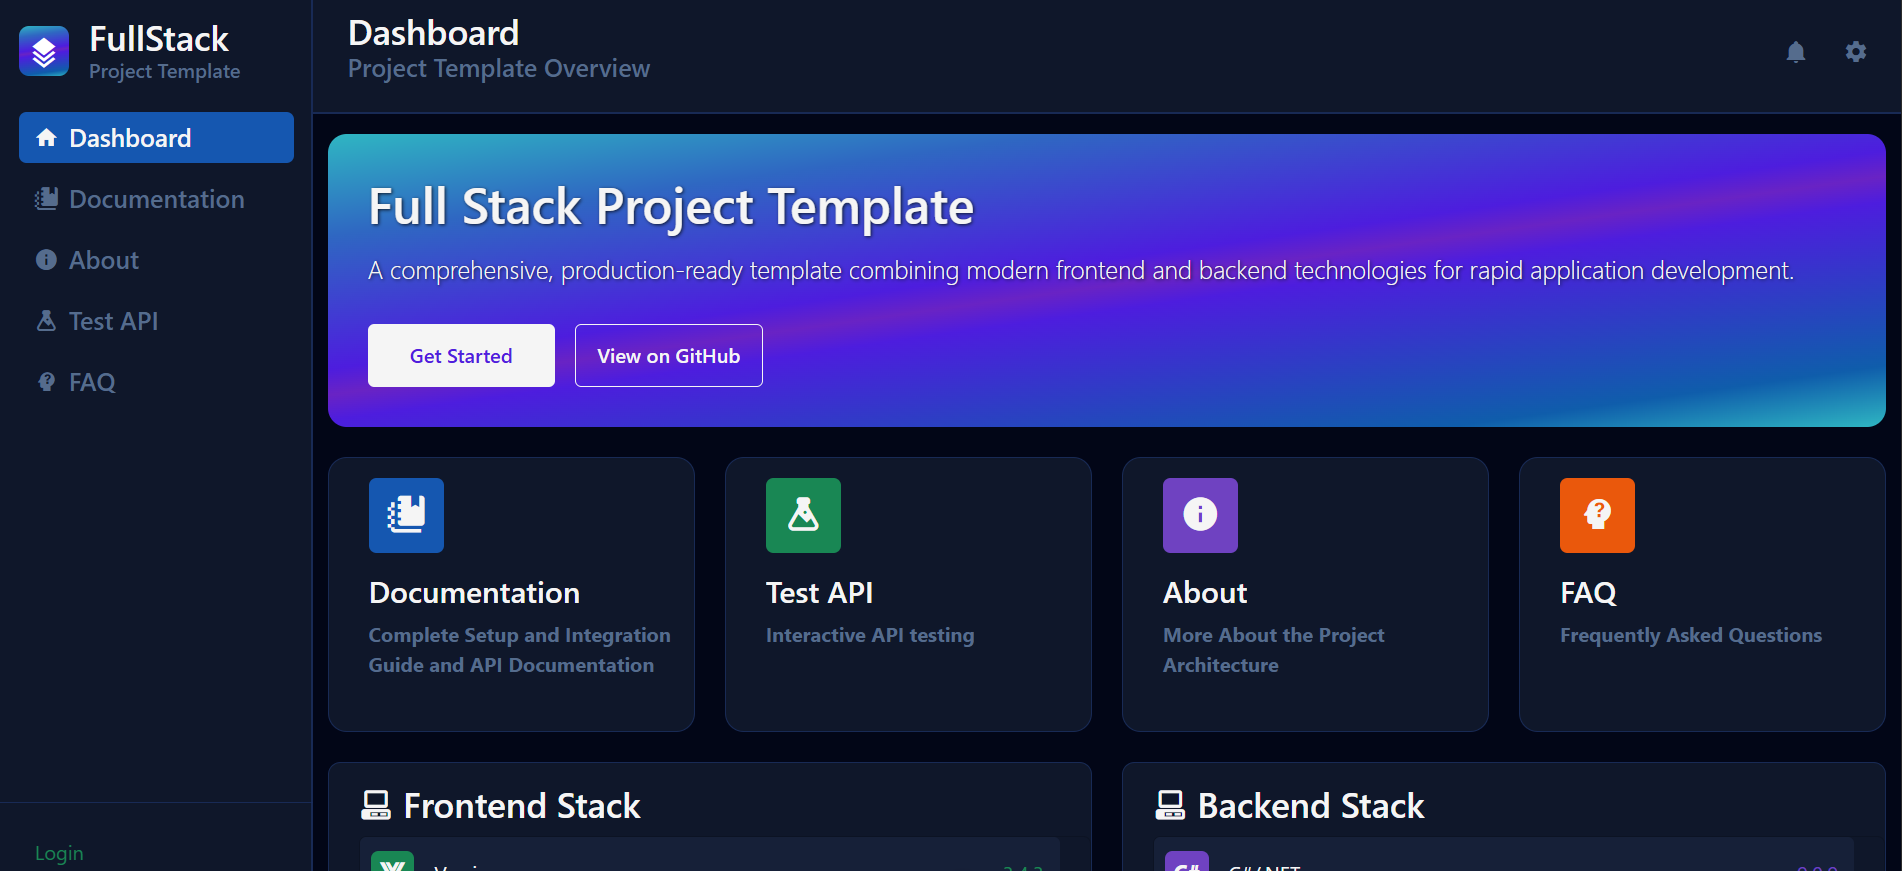 FullStack
Project Template
Dashboard
Documentation
About
Test API
FAQ
Login
Dashboard
Project Template Overview
Full Stack Project Template
A comprehensive, production-ready template combining modern frontend and backend technologies for rapid application development.
Get Started
View on GitHub
Documentation
Complete Setup and Integration
Guide and API Documentation
Test API
Interactive API testing
About
More About the Project
Architecture
FAQ
Frequently Asked Questions
Frontend Stack
Backend Stack
C#/.NET